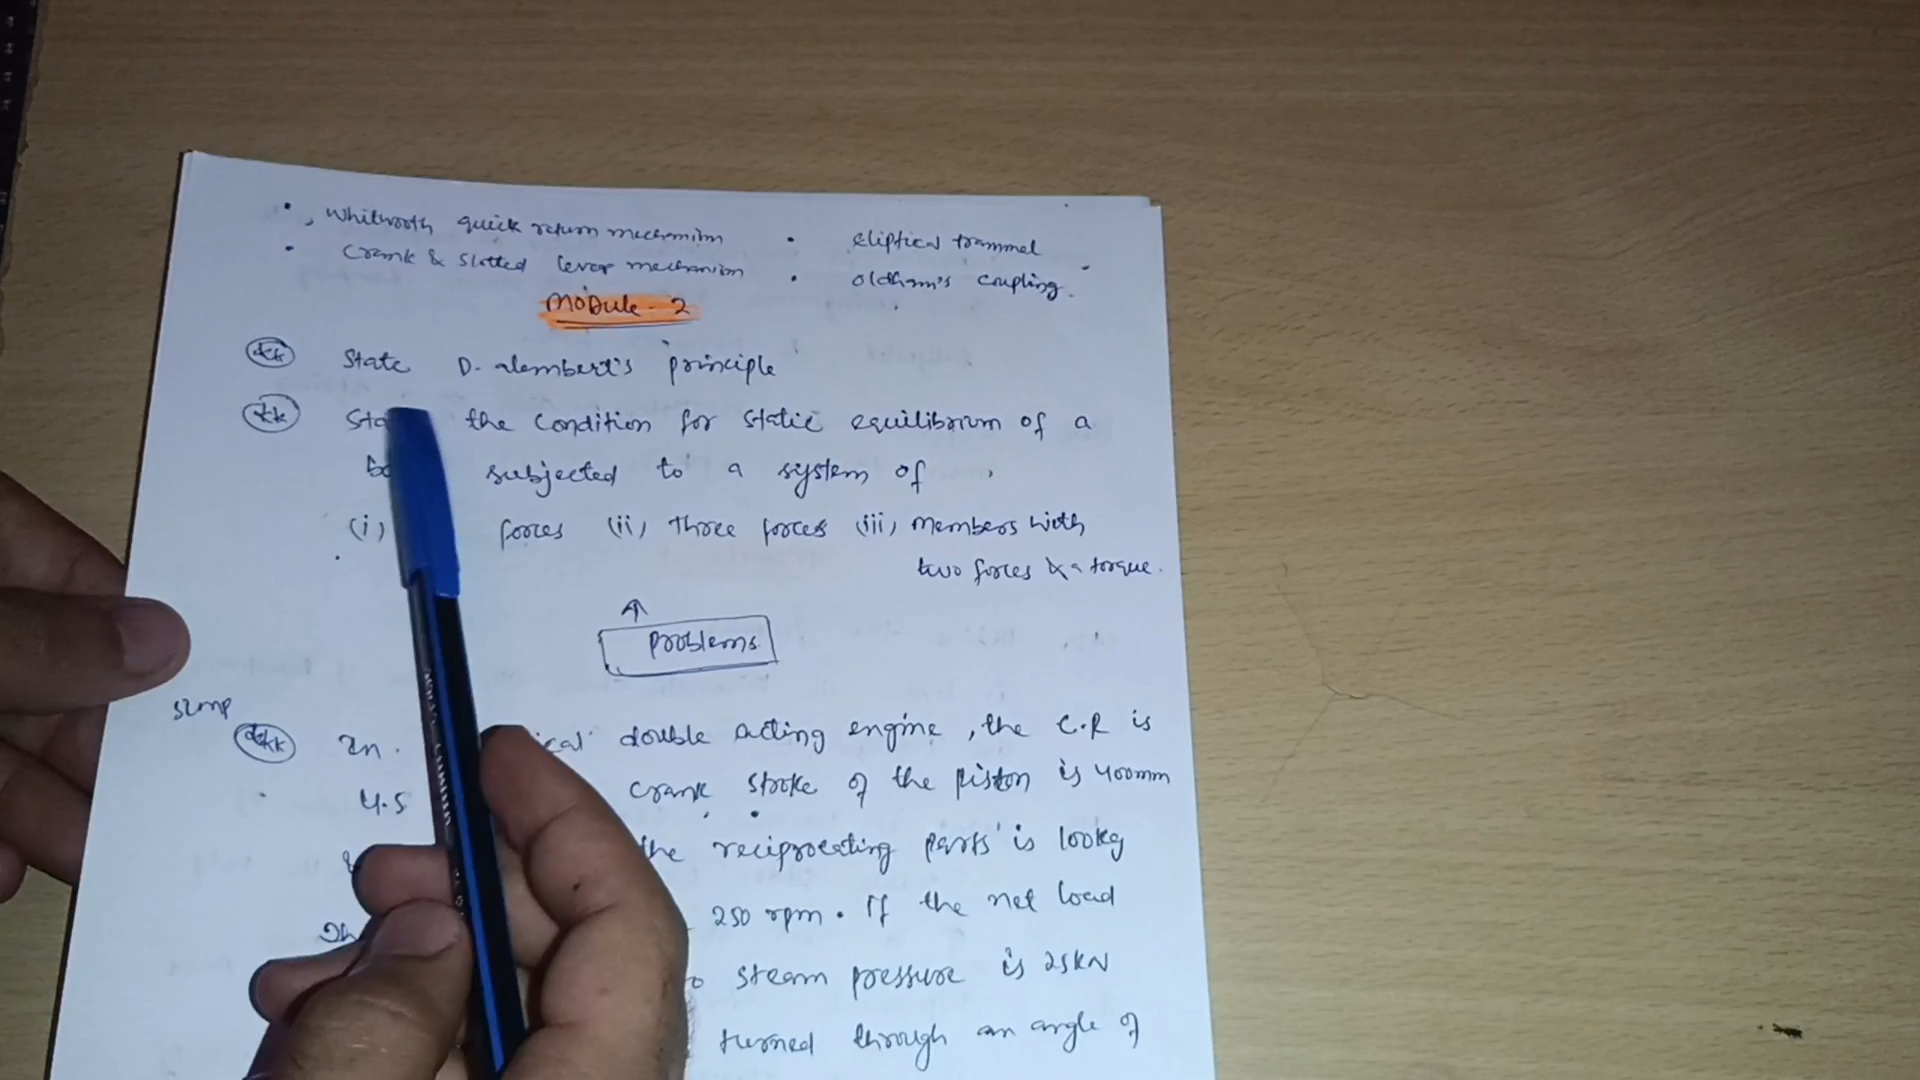 • , Whitworth quick return mechanism • eliptical trammel
• Crank & slotted lever mechanism • oldham's coupling.
Module - 2
State D. alembert's principle
the condition for static equilibrium of a
subjected to a system of
(i) forces (ii) three forces (iii) members with
two forces & a torque.
problems
In. double acting engine, the C.R is
4.5 crank stroke of the piston is 400mm
the reciprocating parts is 100kg
250 rpm. If the net load
steam pressure is 25KN
turned through an angle of